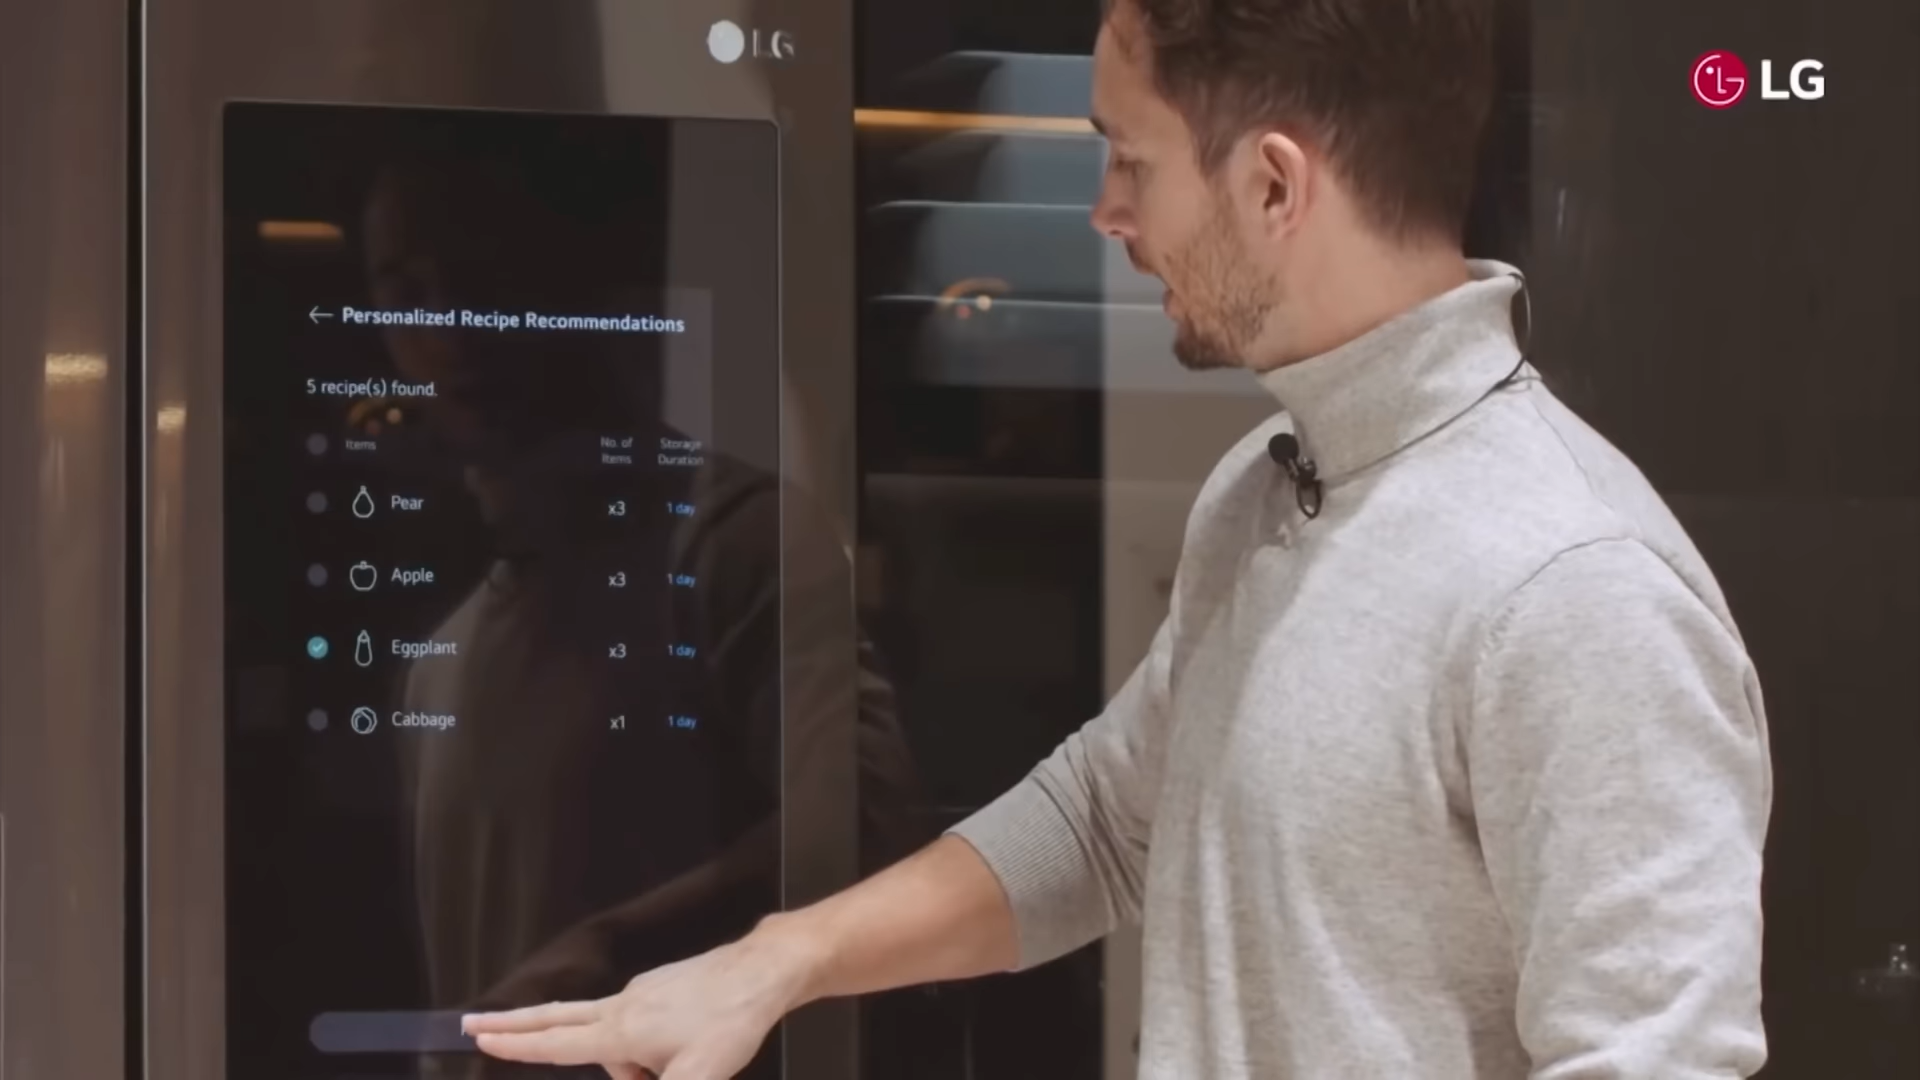 LG
LG
← Personalized Recipe Recommendations
5 recipe(s) found.
Items No. of Items Storage Duration
Pear x3 1 day
Apple x3 1 day
Eggplant x3 1 day
Cabbage x1 1 day